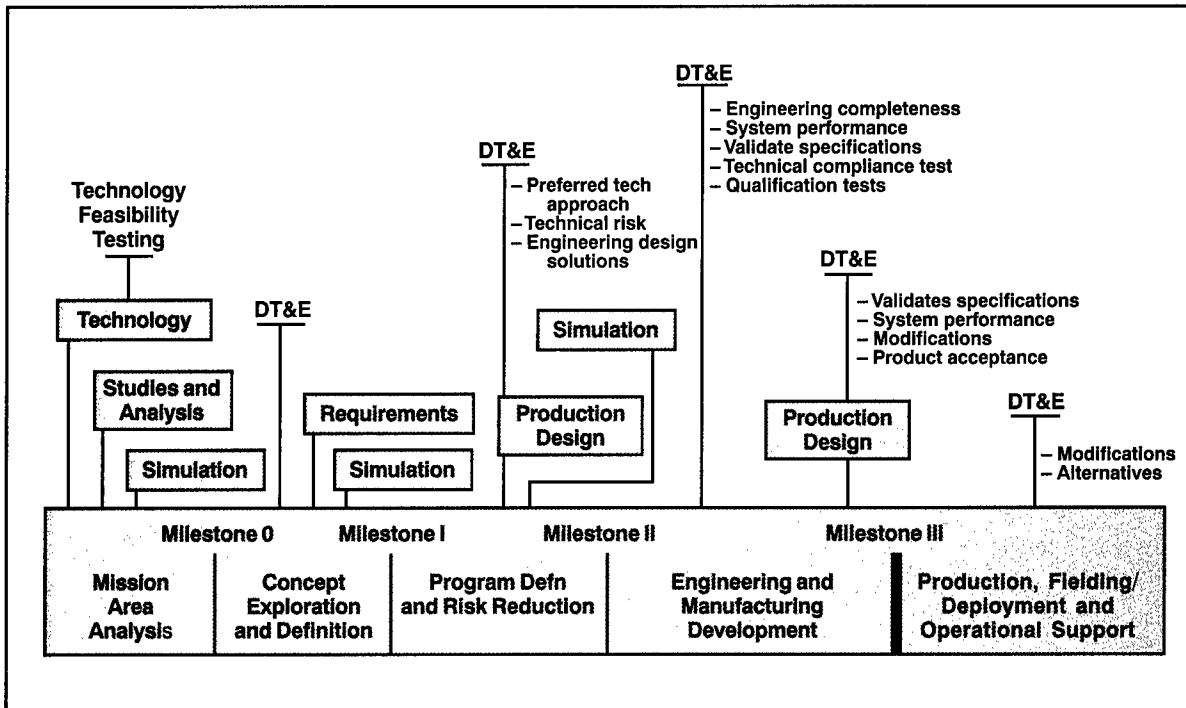 Technology
Feasibility
Testing
Technology
Studies and
Analysis
Simulation
DT&E
Requirements
Simulation
DT&E
– Preferred tech
approach
– Technical risk
– Engineering design
solutions
Production
Design
Simulation
DT&E
– Engineering completeness
– System performance
– Validate specifications
– Technical compliance test
– Qualification tests
DT&E
– Validates specifications
– System performance
– Modifications
– Product acceptance
Production
Design
DT&E
– Modifications
– Alternatives
Milestone 0
Milestone I
Milestone II
Milestone III
Mission
Area
Analysis
Concept
Exploration
and Definition
Program Defn
and Risk Reduction
Engineering and
Manufacturing
Development
Production, Fielding/
Deployment and
Operational Support